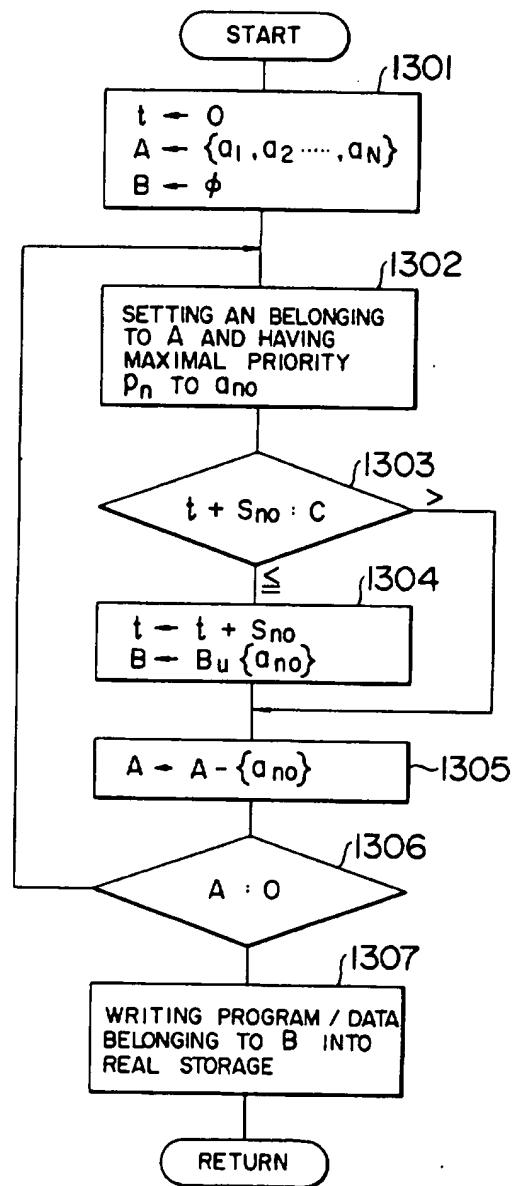 START
1301
t ← 0
A ← {a1, a2 ·····, aN}
B ← ϕ
1302
SETTING AN BELONGING
TO A AND HAVING
MAXIMAL PRIORITY
Pn TO ano
1303
t + Sno : C
>
≦
1304
t ← t + Sno
B ← Bu {ano}
A ← A - {ano}
1305
1306
A : 0
1307
WRITING PROGRAM / DATA
BELONGING TO B INTO
REAL STORAGE
RETURN